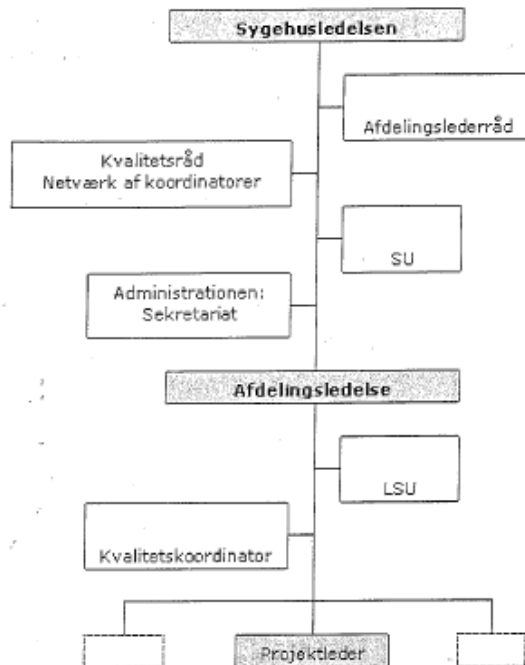 Sygehusledelsen
Afdelingslederråd
Kvalitetsråd
Netværk af koordinatorer
SU
Administrationen:
Sekretariat
Afdelingsledelse
LSU
Kvalitetskoordinator
Projektleder